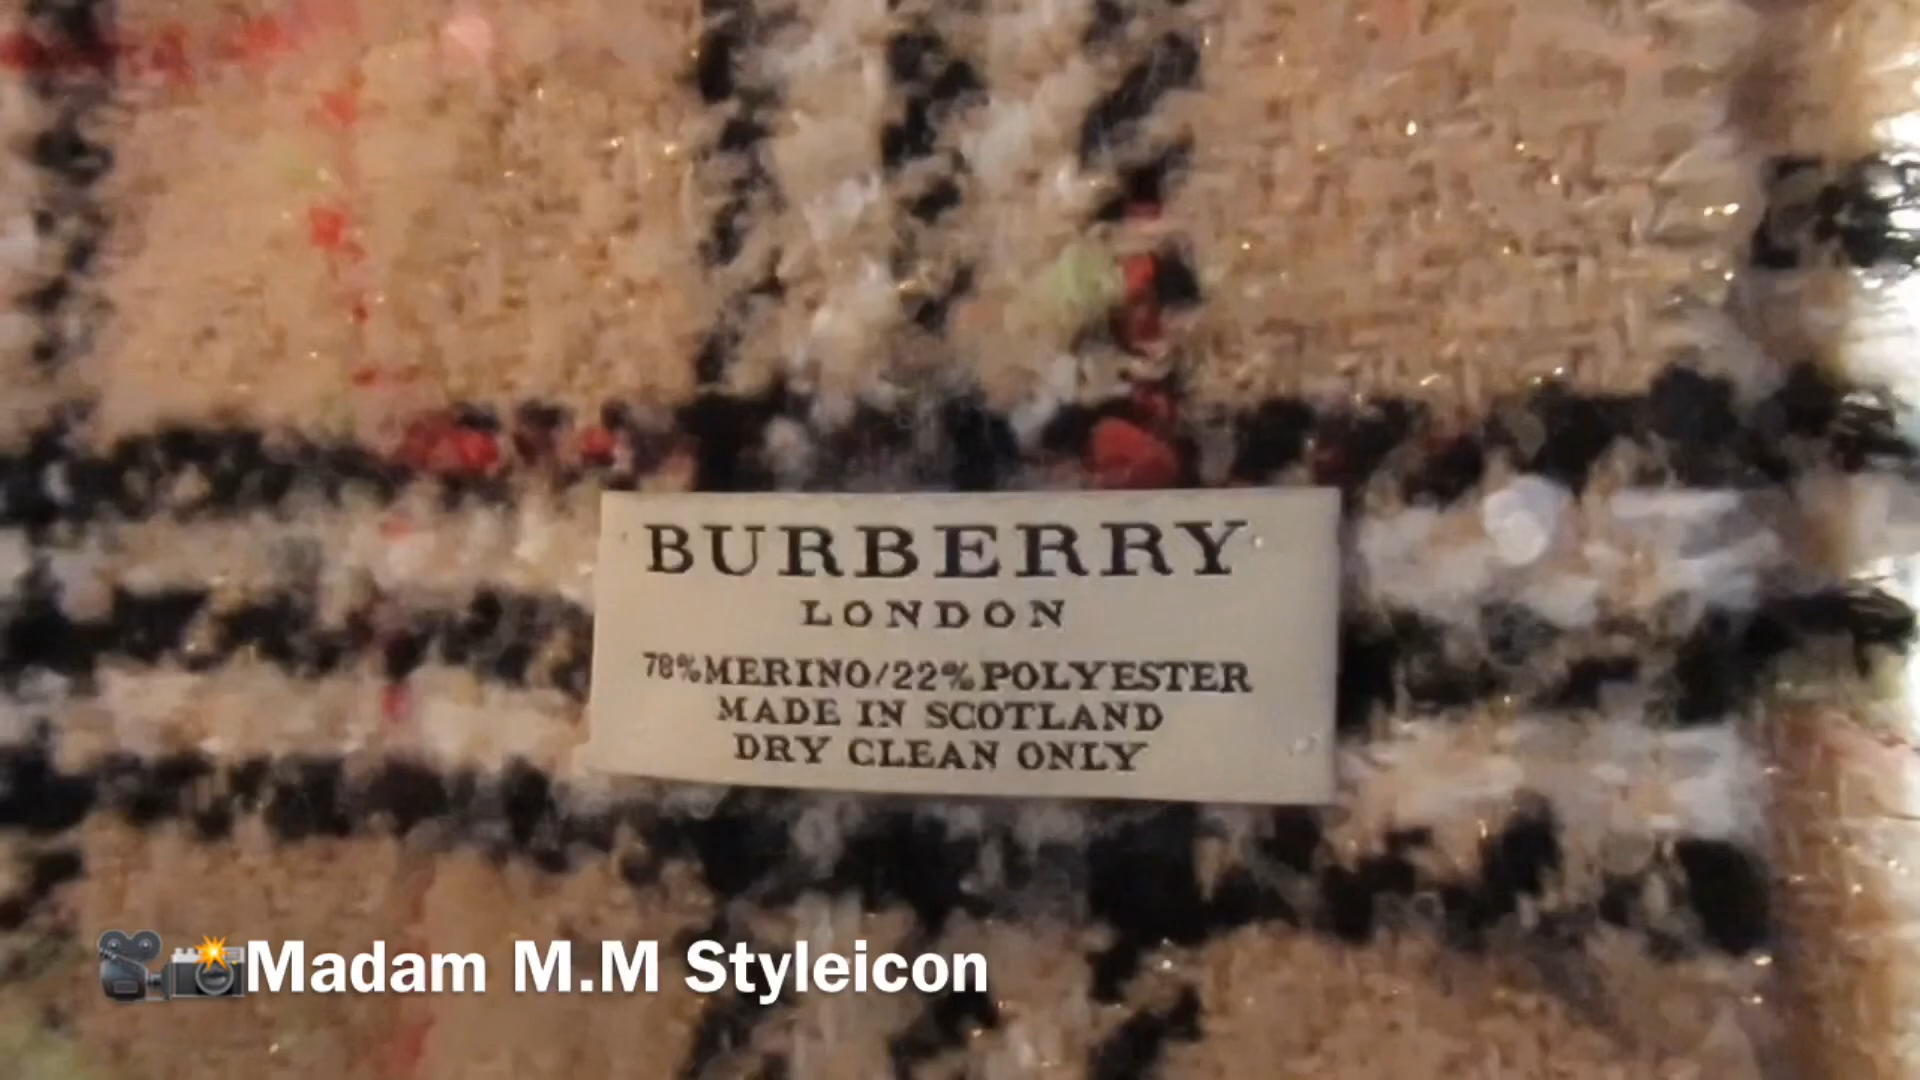 BURBERRY
LONDON
78%MERINO/22%POLYESTER
MADE IN SCOTLAND
DRY CLEAN ONLY
🎥📸Madam M.M Styleicon